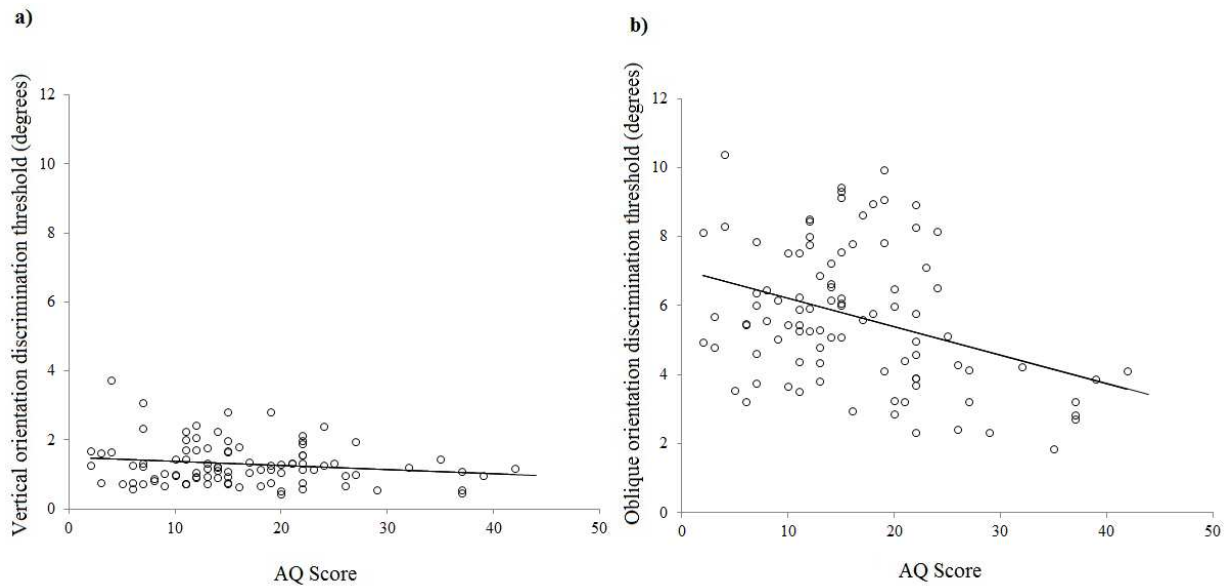 a)
Vertical orientation discrimination threshold (degrees)
12
10
8
6
4
2
0
0 10 20 30 40 50
AQ Score
b)
Oblique orientation discrimination threshold (degrees)
12
10
8
6
4
2
0
0 10 20 30 40 50
AQ Score